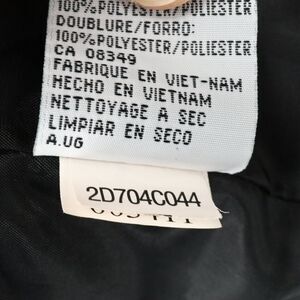 100%POLYESTER/POLIESTER
DOUBLURE/FORRO:
100%POLYESTER/POLIESTER
CA 08349
FABRIQUE EN VIET-NAM
HECHO EN VIETNAM
NETTOYAGE A SEC
LIMPIAR EN SECO
A.UG
2D704C044